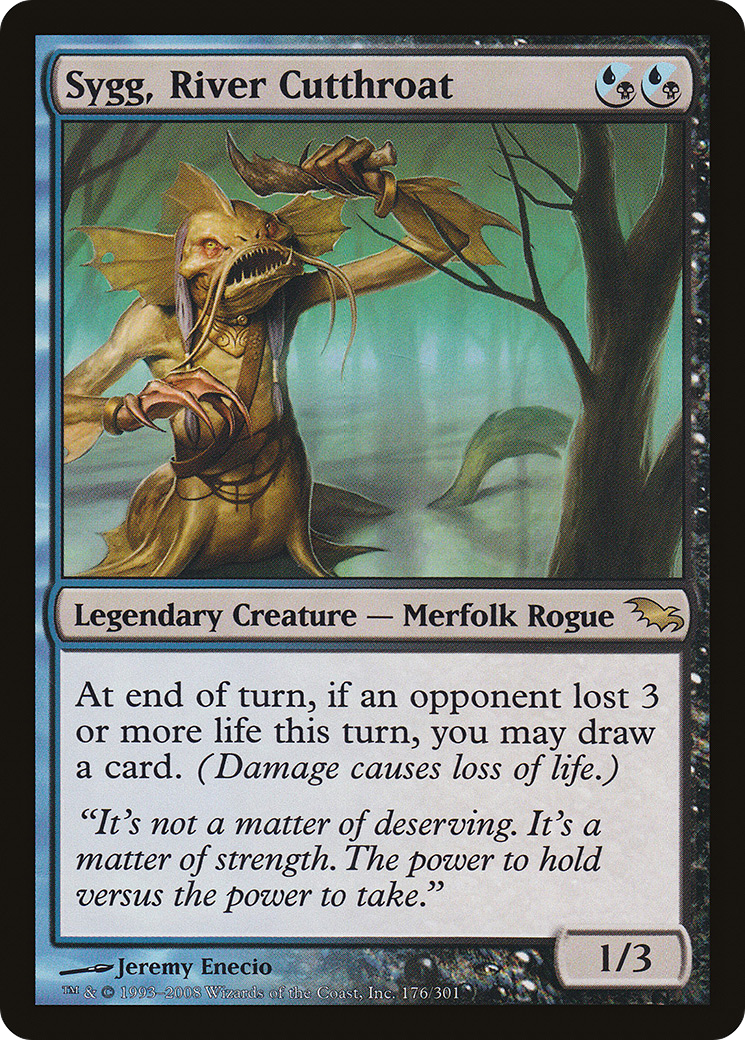 Sygg, River Cutthroat
Legendary Creature — Merfolk Rogue
At end of turn, if an opponent lost 3
or more life this turn, you may draw
a card. (Damage causes loss of life.)
“It’s not a matter of deserving. It’s a
matter of strength. The power to hold
versus the power to take.”
1/3
Jeremy Enecio
™ & © 1993–2008 Wizards of the Coast, Inc. 176/301